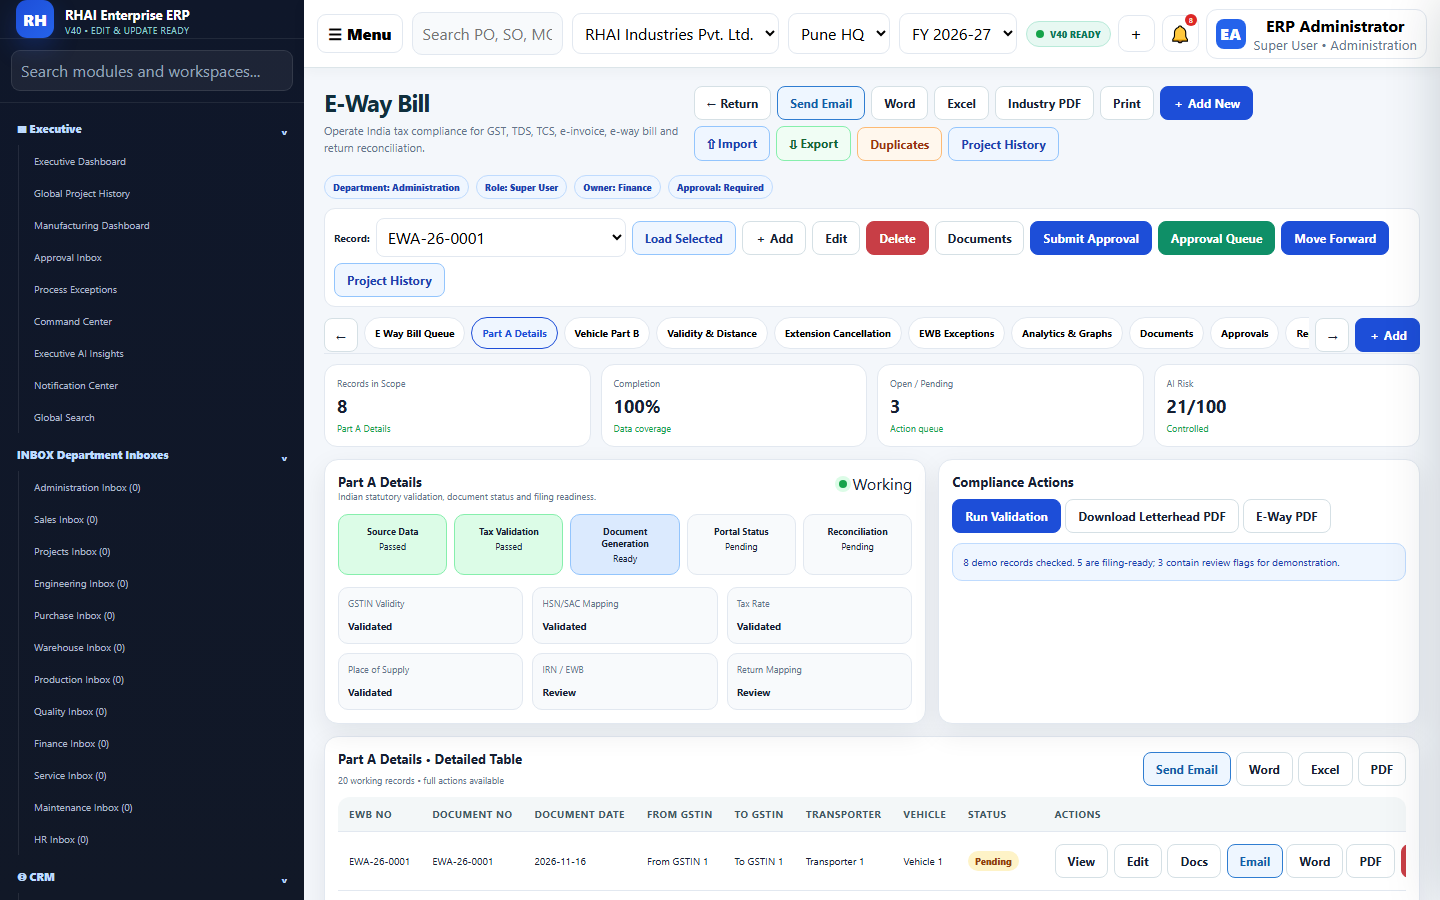 RH
RHAI Enterprise ERP
V40 • EDIT & UPDATE READY
Search modules and workspaces...
Executive
Executive Dashboard
Global Project History
Manufacturing Dashboard
Approval Inbox
Process Exceptions
Command Center
Executive AI Insights
Notification Center
Global Search
INBOX Department Inboxes
Administration Inbox (0)
Sales Inbox (0)
Projects Inbox (0)
Engineering Inbox (0)
Purchase Inbox (0)
Warehouse Inbox (0)
Production Inbox (0)
Quality Inbox (0)
Finance Inbox (0)
Service Inbox (0)
Maintenance Inbox (0)
HR Inbox (0)
CRM
☰ Menu
Search PO, SO, MC
RHAI Industries Pvt. Ltd.
Pune HQ
FY 2026-27
V40 READY
+
8
EA
ERP Administrator
Super User • Administration
E-Way Bill
Operate India tax compliance for GST, TDS, TCS, e-invoice, e-way bill and
return reconciliation.
← Return
Send Email
Word
Excel
Industry PDF
Print
+ Add New
⇧ Import
⇩ Export
Duplicates
Project History
Department: Administration
Role: Super User
Owner: Finance
Approval: Required
Record:
EWA-26-0001
Load Selected
+ Add
Edit
Delete
Documents
Submit Approval
Approval Queue
Move Forward
Project History
←
E Way Bill Queue
Part A Details
Vehicle Part B
Validity & Distance
Extension Cancellation
EWB Exceptions
Analytics & Graphs
Documents
Approvals
Re
→
+ Add
Records in Scope
8
Part A Details
Completion
100%
Data coverage
Open / Pending
3
Action queue
AI Risk
21/100
Controlled
Part A Details
Indian statutory validation, document status and filing readiness.
Working
Source Data
Passed
Tax Validation
Passed
Document
Generation
Ready
Portal Status
Pending
Reconciliation
Pending
GSTIN Validity
Validated
HSN/SAC Mapping
Validated
Tax Rate
Validated
Place of Supply
Validated
IRN / EWB
Review
Return Mapping
Review
Compliance Actions
Run Validation
Download Letterhead PDF
E-Way PDF
8 demo records checked. 5 are filing-ready; 3 contain review flags for demonstration.
Part A Details • Detailed Table
20 working records • full actions available
Send Email
Word
Excel
PDF
EWB NO
DOCUMENT NO
DOCUMENT DATE
FROM GSTIN
TO GSTIN
TRANSPORTER
VEHICLE
STATUS
ACTIONS
EWA-26-0001
EWA-26-0001
2026-11-16
From GSTIN 1
To GSTIN 1
Transporter 1
Vehicle 1
Pending
View
Edit
Docs
Email
Word
PDF